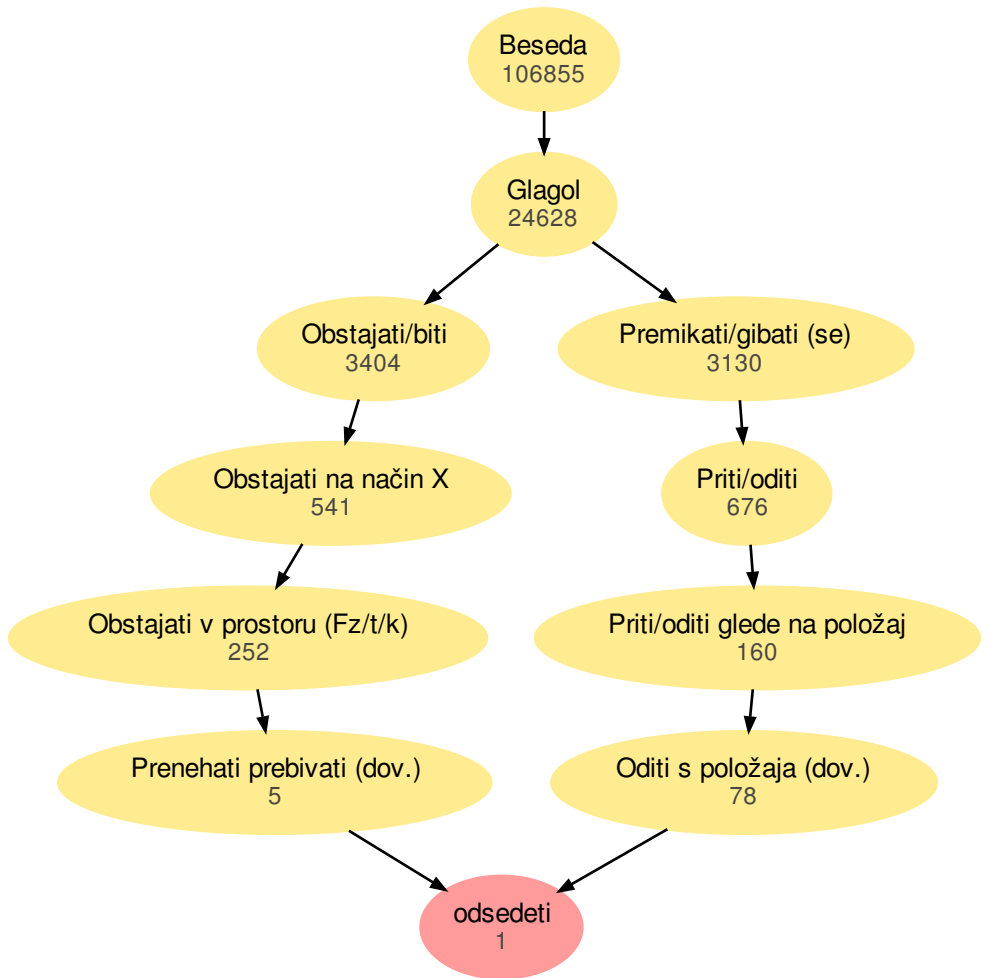 Beseda
106855
Glagol
24628
Obstajati/biti
3404
Premikati/gibati (se)
3130
Obstajati na način X
541
Priti/oditi
676
Obstajati v prostoru (Fz/t/k)
252
Priti/oditi glede na položaj
160
Prenehati prebivati (dov.)
5
Oditi s položaja (dov.)
78
odsedeti
1